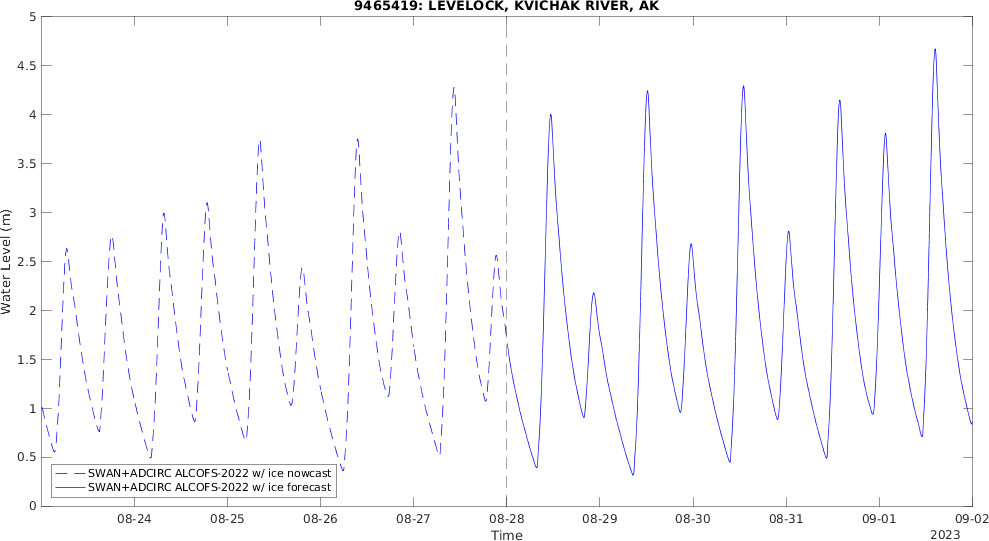 9465419: LEVELOCK, KVICHAK RIVER, AK
5
4.5
4
3.5
3
2.5
2
1.5
1
0.5
0
Water Level (m)
SWAN+ADCIRC ALCOFS-2022 w/ ice nowcast
SWAN+ADCIRC ALCOFS-2022 w/ ice forecast
08-24 08-25 08-26 08-27 08-28 08-29 08-30 08-31 09-01 09-02
Time
2023